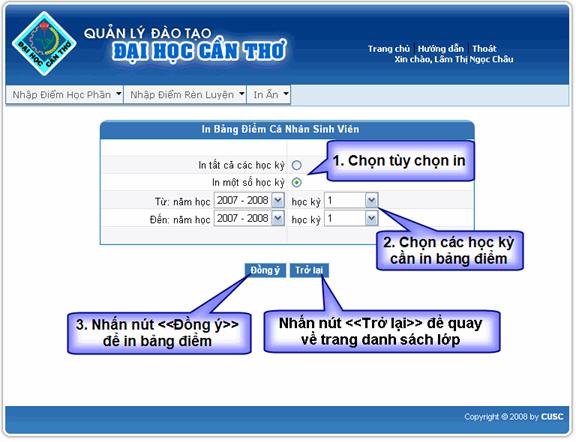 QUẢN LÝ ĐÀO TẠO
ĐẠI HỌC CẦN THƠ
ĐẠI HỌC CẦN THƠ
Trang chủ | Hướng dẫn | Thoát
Xin chào, Lâm Thị Ngọc Châu
Nhập Điểm Học Phần Nhập Điểm Rèn Luyện In Ấn
In Bảng Điểm Cá Nhân Sinh Viên
In tất cả các học kỳ
1. Chọn tùy chọn in
In một số học kỳ
Từ: năm học 2007 - 2008 học kỳ 1
Đến: năm học 2007 - 2008 học kỳ 1
2. Chọn các học kỳ
cần in bảng điểm
Đồng ý Trở lại
3. Nhấn nút <<Đồng ý>>
để in bảng điểm
Nhấn nút <<Trở lại>> để quay
về trang danh sách lớp
Copyright © 2008 by CUSC